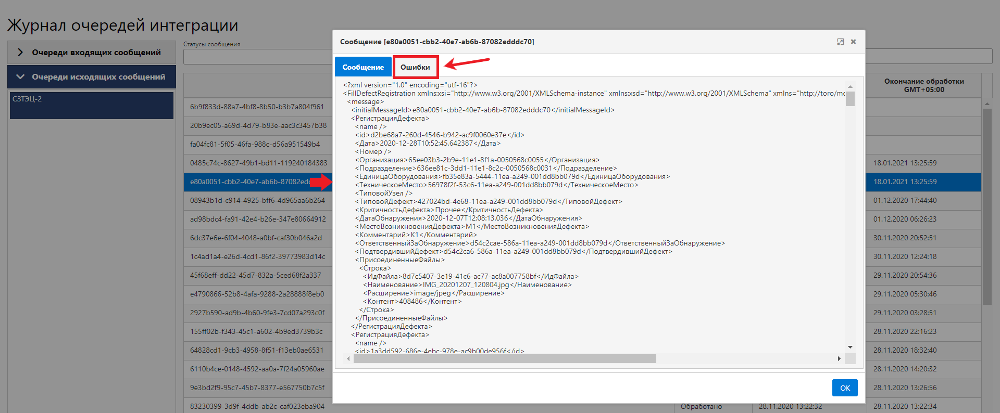 Журнал очередей интеграции
Очереди входящих сообщений
Очереди исходящих сообщений
СЗТЭЦ-2
Статусы сообщения
6b9f833d-88a7-4bf8-8b50-b3b7a804f961
20b9ec05-a69d-4d79-b83e-aac3c3457b38
fa04fc81-5f05-46fa-988c-d56a951549b4
0485c74c-8627-49b1-bd11-119240184383
e80a0051-cbb2-40e7-ab6b-87082edd
08943b1d-c914-4925-bff6-4d965aa6b264
ad98bdc4-fa91-42e4-b26e-347e80664912
6dc37e6e-6f04-4048-a0bf-caf30b046a2d
1c4ad1a4-e26d-4cd1-86f2-39773983d14c
45f68eff-dd22-45d7-832a-5ced68f2a337
e4790866-52b8-4afa-9288-2a28888f8eb0
2927b590-ad9b-4b60-9fe3-7cd07a293c0f
155ff02b-f343-45c1-a602-4b9ed3739b3c
64828cd1-9cb3-4958-8f51-f13eb0ae6531
6110b4ce-0148-4592-aa0a-7f24a05960ae
9e3bd2f9-95c7-45b7-8377-e567750b7c5f
83230399-3d9f-4ddb-ab2c-caf023eba904
Сообщение [e80a0051-cbb2-40e7-ab6b-87082edddc70]
Сообщение
Ошибки
<?xml version="1.0" encoding="utf-16"?>
<FillDefectRegistration xmlns:xsi="http://www.w3.org/2001/XMLSchema-instance" xmlns:xsd="http://www.w3.org/2001/XMLSchema" xmlns="http://toro/mo
<message>
<initialMessageId>e80a0051-cbb2-40e7-ab6b-87082edddc70</initialMessageId>
<РегистрацияДефекта>
<name />
<id>d2be68a7-260d-4546-b942-ac9f0060e37e</id>
<Дата>2020-12-28T10:52:45.642387</Дата>
<Номер />
<Организация>65ee03b3-2b9e-11e1-8f1a-0050568c0055</Организация>
<Подразделение>636ee81c-3dd1-11e1-8c2c-0050568c0031</Подразделение>
<ЕдиницаОборудования>fb35e83a-5444-11ea-a249-001dd8bb079d</ЕдиницаОборудования>
<ТехническоеМесто>56978f2f-53c6-11ea-a249-001dd8bb079d</ТехническоеМесто>
<ТиповойУзел />
<ТиповойДефект>427024bd-4e68-11ea-a249-001dd8bb079d</ТиповойДефект>
<КритичностьДефекта>Прочее</КритичностьДефекта>
<ДатаОбнаружения>2020-12-07T12:08:13.036</ДатаОбнаружения>
<МестоВозникновенияДефекта>М1</МестоВозникновенияДефекта>
<Комментарий>К1</Комментарий>
<ОтветственныйЗаОбнаружение>d54c2cae-586a-11ea-a249-001dd8bb079d</ОтветственныйЗаОбнаружение>
<ПодтвердившийДефект>d54c2ca6-586a-11ea-a249-001dd8bb079d</ПодтвердившийДефект>
<ПрисоединенныеФайлы>
<Строка>
<ИдФайла>8d7c5407-3e19-41c6-ac77-ac8a007758bf</ИдФайла>
<Наименование>IMG_20201207_120804.jpg</Наименование>
<Расширение>image/jpeg</Расширение>
<Контент>408486</Контент>
</Строка>
</ПрисоединенныеФайлы>
</РегистрацияДефекта>
<РегистрацияДефекта>
<name />
<id>1a3dd592-686e-4ebc-978e-ac9b00de956f</id>
OK
Обработано
28.11.2020 13:22:32
Окончание обработки
GMT+05:00
18.01.2021 13:25:59
18.01.2021 13:25:59
01.12.2020 17:44:40
01.12.2020 06:26:23
30.11.2020 20:52:51
30.11.2020 12:24:18
29.11.2020 20:54:36
29.11.2020 05:30:46
29.11.2020 03:28:51
28.11.2020 22:16:23
28.11.2020 18:32:40
28.11.2020 14:20:32
28.11.2020 13:26:56
28.11.2020 13:22:34